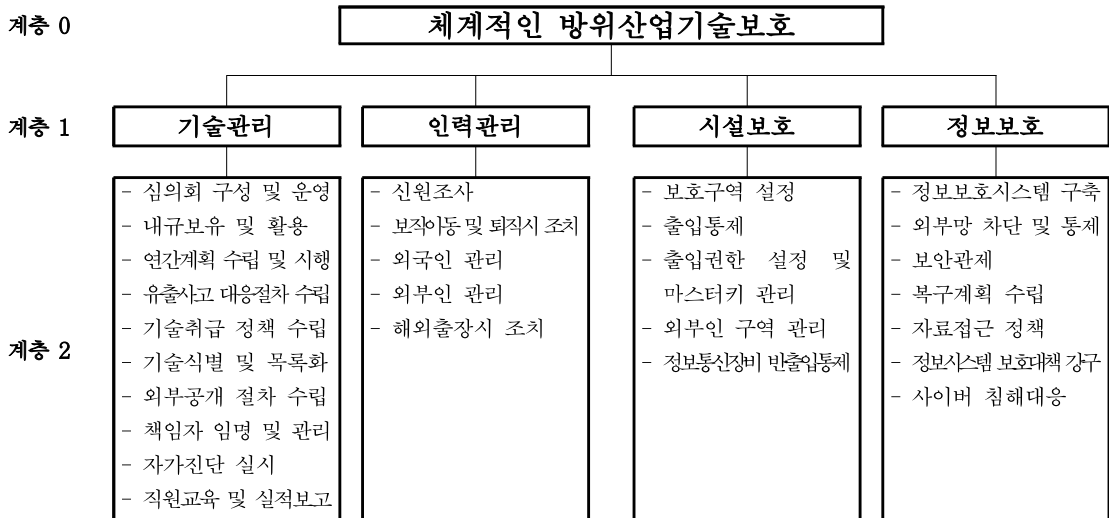 계층 0
체계적인 방위산업기술보호
계층 1
기술관리
인력관리
시설보호
정보보호
계층 2
- 심의회 구성 및 운영
- 내규보유 및 활용
- 연간계획 수립 및 시행
- 유출사고 대응절차 수립
- 기술취급 정책 수립
- 기술식별 및 목록화
- 외부공개 절차 수립
- 책임자 임명 및 관리
- 자가진단 실시
- 직원교육 및 실적보고
- 신원조사
- 보직이동 및 퇴직시 조치
- 외국인 관리
- 외부인 관리
- 해외출장시 조치
- 보호구역 설정
- 출입통제
- 출입권한 설정 및
마스터키 관리
- 외부인 구역 관리
- 정보통신장비 반출입통제
- 정보보호시스템 구축
- 외부망 차단 및 통제
- 보안관제
- 복구계획 수립
- 자료접근 정책
- 정보시스템 보호대책 강구
- 사이버 침해대응